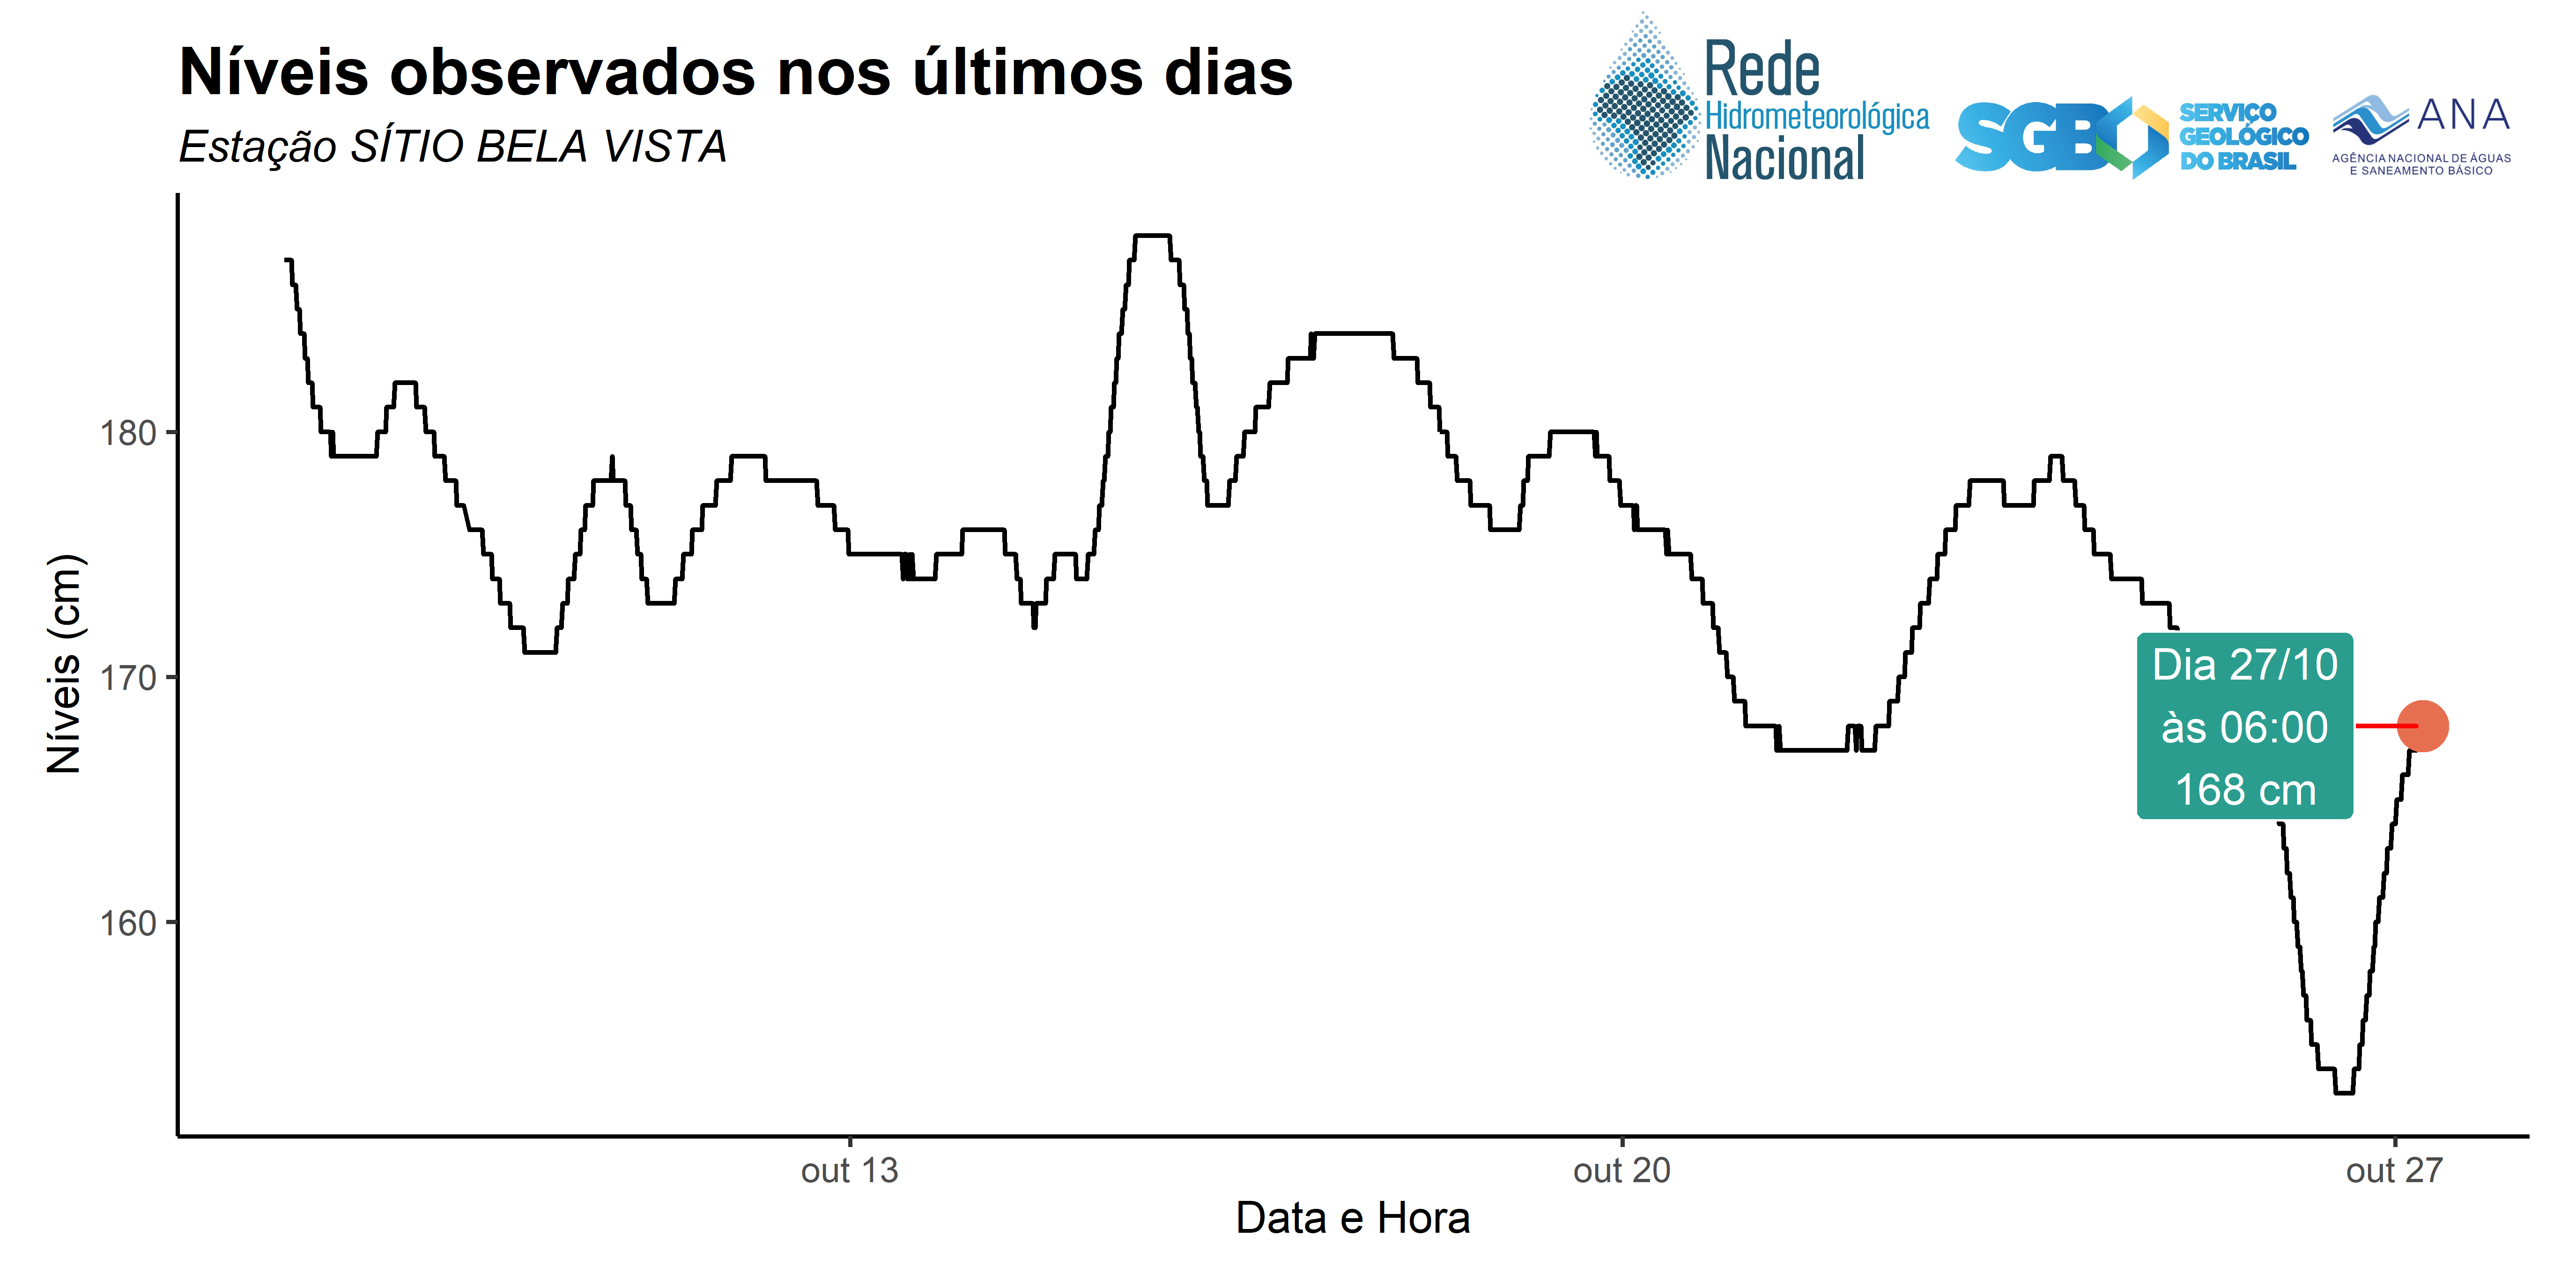 Níveis observados nos últimos dias
Estação SÍTIO BELA VISTA
Rede
Hidrometeorológica
Nacional
SGB
SERVIÇO
GEOLÓGICO
DO BRASIL
ANA
AGÊNCIA NACIONAL DE ÁGUAS
E SANEAMENTO BÁSICO
Níveis (cm)
180
170
160
Dia 27/10
às 06:00
168 cm
out 13
out 20
out 27
Data e Hora